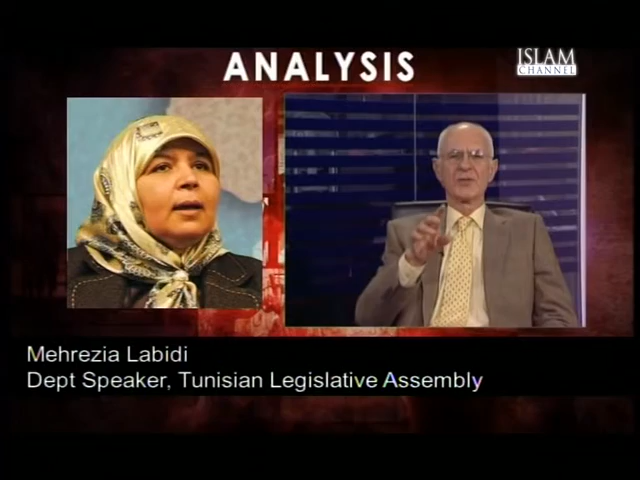 ANALYSIS
ISLAM
CHANNEL
Mehrezia Labidi
Dept Speaker, Tunisian Legislative Assembly